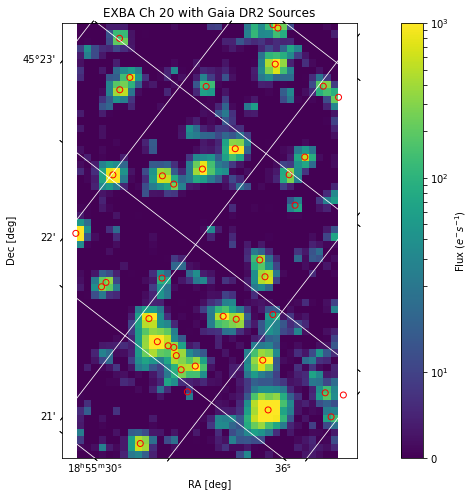 EXBA Ch 20 with Gaia DR2 Sources
45°23'
22'
21'
Dec [deg]
18ʰ55ᵐ30ˢ
36ˢ
RA [deg]
10³
10²
10¹
0
Flux (e⁻s⁻¹)